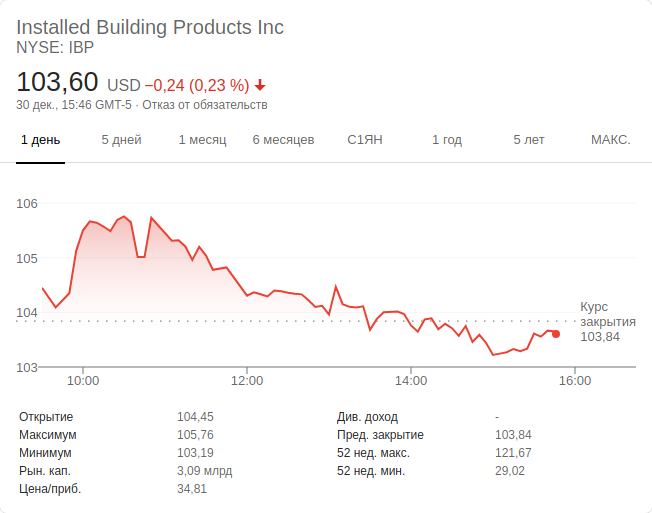 Installed Building Products Inc
NYSE: IBP
103,60 USD −0,24 (0,23 %)
30 дек., 15:46 GMT-5 · Отказ от обязательств
1 день 5 дней 1 месяц 6 месяцев С1ЯН 1 год 5 лет МАКС.
106
105
104
103
Курс
закрытия
103,84
10:00 12:00 14:00 16:00
Открытие 104,45 Див. доход -
Максимум 105,76 Пред. закрытие 103,84
Минимум 103,19 52 нед. макс. 121,67
Рын. кап. 3,09 млрд 52 нед. мин. 29,02
Цена/приб. 34,81